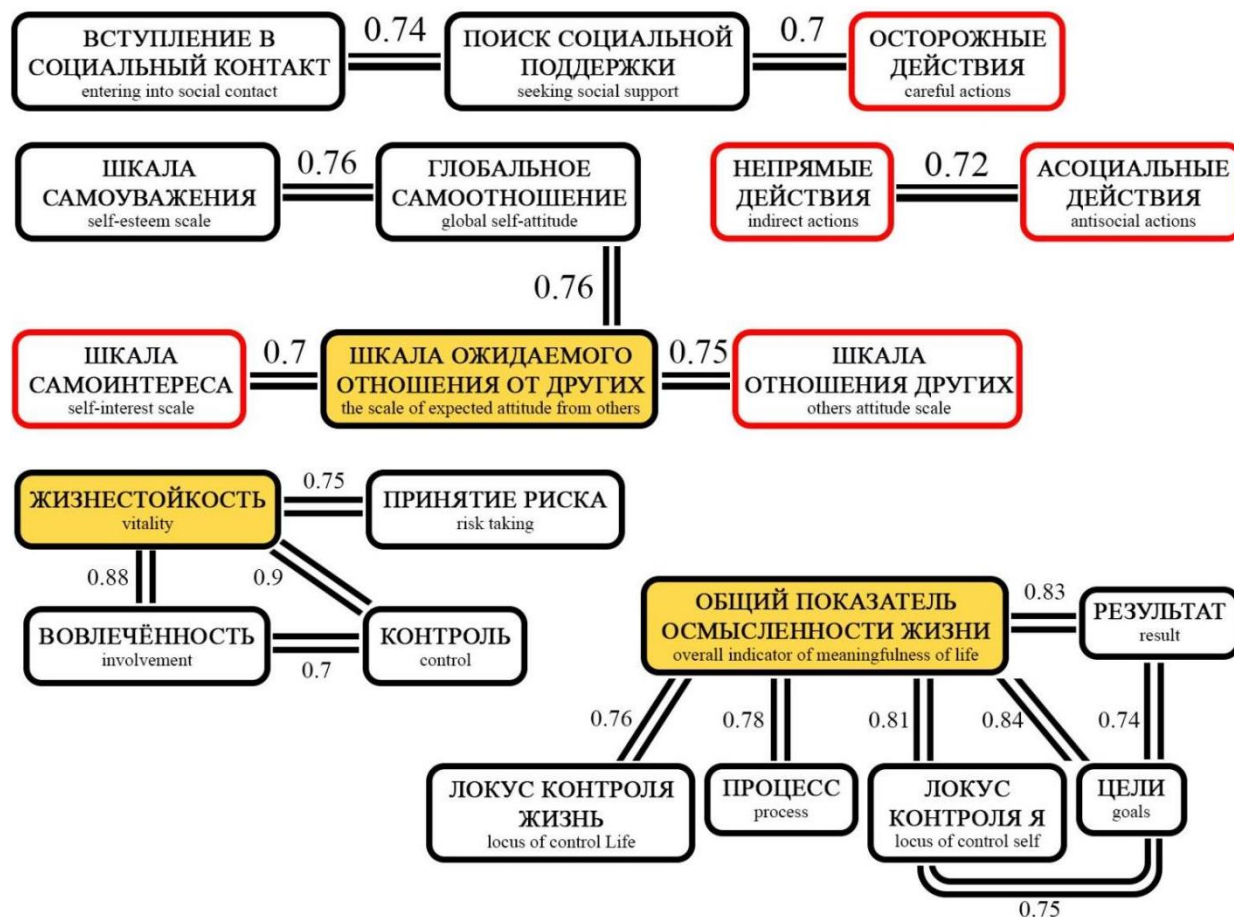 ВСТУПЛЕНИЕ В
СОЦИАЛЬНЫЙ КОНТАКТ
entering into social contact
0.74
ПОИСК СОЦИАЛЬНОЙ
ПОДДЕРЖКИ
seeking social support
0.7
ОСТОРОЖНЫЕ
ДЕЙСТВИЯ
careful actions
ШКАЛА
САМОУВАЖЕНИЯ
self-esteem scale
0.76
ГЛОБАЛЬНОЕ
САМООТНОШЕНИЕ
global self-attitude
НЕПРЯМЫЕ
ДЕЙСТВИЯ
indirect actions
0.72
АСОЦИАЛЬНЫЕ
ДЕЙСТВИЯ
antisocial actions
0.76
ШКАЛА
САМОИНТЕРЕСА
self-interest scale
0.7
ШКАЛА ОЖИДАЕМОГО
ОТНОШЕНИЯ ОТ ДРУГИХ
the scale of expected attitude from others
0.75
ШКАЛА
ОТНОШЕНИЯ ДРУГИХ
others attitude scale
ЖИЗНЕСТОЙКОСТЬ
vitality
0.75
ПРИНЯТИЕ РИСКА
risk taking
0.88
0.9
ВОВЛЕЧЁННОСТЬ
involvement
0.7
КОНТРОЛЬ
control
ОБЩИЙ ПОКАЗАТЕЛЬ
ОСМЫСЛЕННОСТИ ЖИЗНИ
overall indicator of meaningfulness of life
0.83
РЕЗУЛЬТАТ
result
0.76
0.78
0.81
0.84
0.74
ЛОКУС КОНТРОЛЯ
ЖИЗНЬ
locus of control Life
ПРОЦЕСС
process
ЛОКУС
КОНТРОЛЯ Я
locus of control self
ЦЕЛИ
goals
0.75